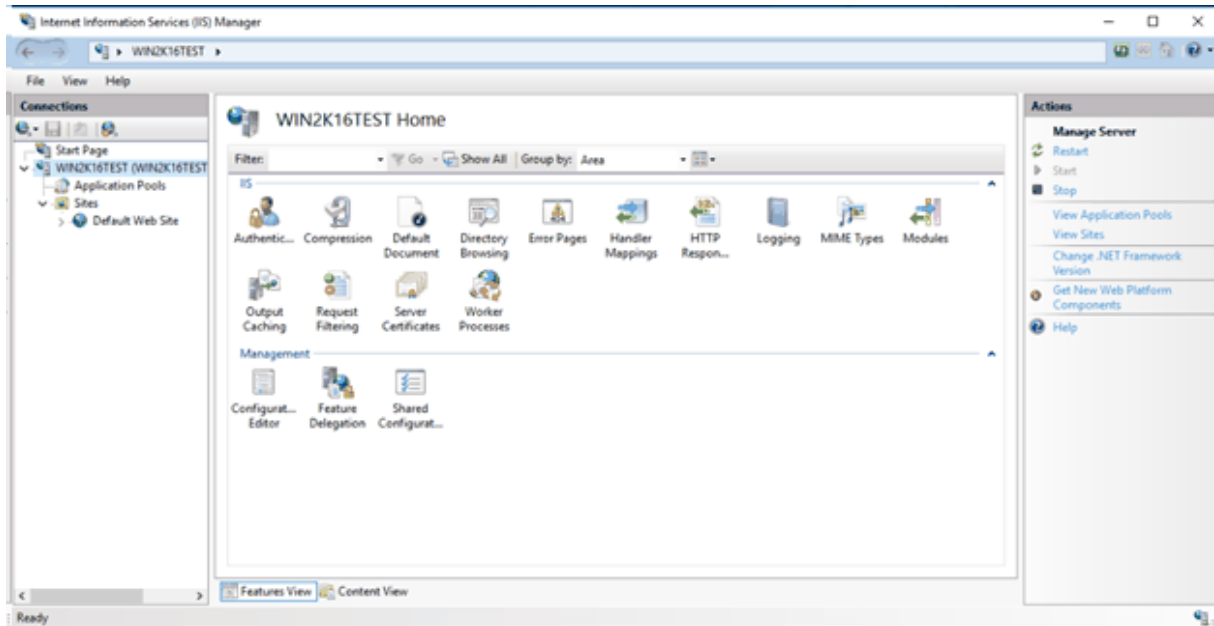 Internet Information Services (IIS) Manager
WIN2K16TEST
File View Help
Connections
Start Page
WIN2K16TEST (WIN2K16TEST
Application Pools
Sites
Default Web Site
WIN2K16TEST Home
Filter: Go Show All Group by: Area
IIS
Authentic... Compression Default Directory Error Pages Handler HTTP Logging MIME Types Modules
Document Browsing Mappings Respon...
Output Request Server Worker
Caching Filtering Certificates Processes
Management
Configurat... Feature Shared
Editor Delegation Configurat...
Features View Content View
Actions
Manage Server
Restart
Start
Stop
View Application Pools
View Sites
Change .NET Framework
Version
Get New Web Platform
Components
Help
Ready